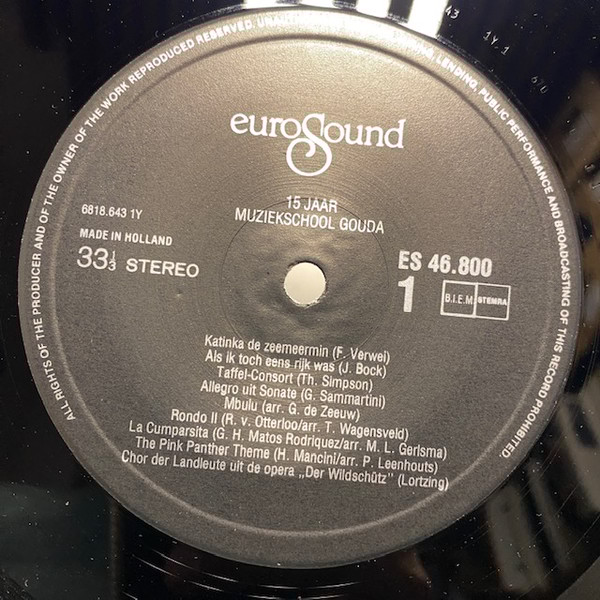 ALL RIGHTS OF THE PRODUCER AND OF THE OWNER OF THE WORK REPRODUCED RESERVED. LENDING, PUBLIC PERFORMANCE AND BROADCASTING OF THIS RECORD PROHIBITED
euroSound
15 JAAR
MUZIEKSCHOOL GOUDA
6818.643 1Y
MADE IN HOLLAND
33⅓ STEREO
ES 46.800
1
B.I.E.M. STEMRA
Katinka de zeemeermin (F. Verwei)
Als ik toch eens rijk was (J. Bock)
Taffel-Consort (Th. Simpson)
Allegro uit Sonate (G. Sammartini)
Mbulu (arr. G. de Zeeuw)
Rondo II (R. v. Otterloo/arr. T. Wagensveld)
La Cumparsita (G. H. Matos Rodriquez/arr. M. L. Gerlsma)
The Pink Panther Theme (H. Mancini/arr. P. Leenhouts)
Chor der Landleute uit de opera „Der Wildschütz” (Lortzing)
1Y 1